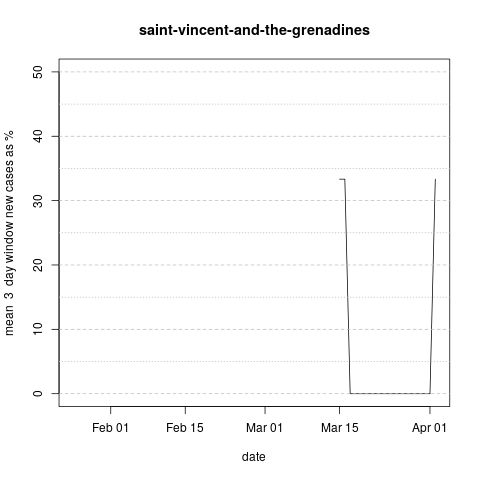 saint-vincent-and-the-grenadines
mean 3 day window new cases as %
50
40
30
20
10
0
Feb 01 Feb 15 Mar 01 Mar 15 Apr 01
date